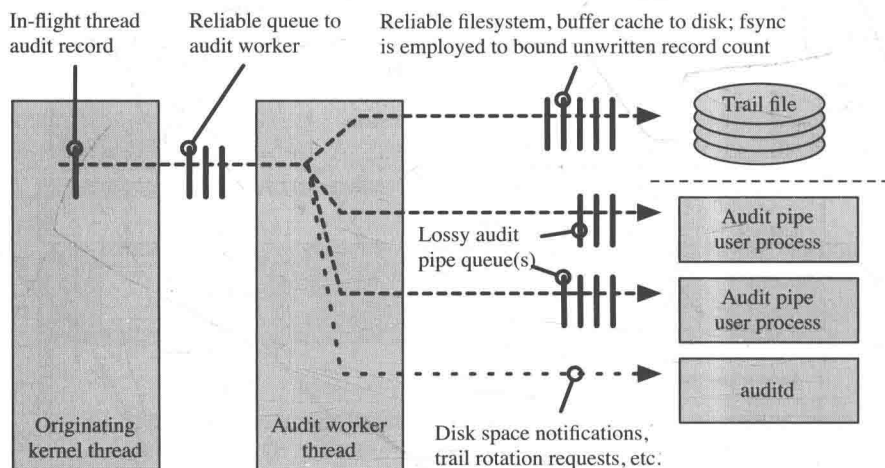 In-flight thread
audit record
Reliable queue to
audit worker
Reliable filesystem, buffer cache to disk; fsync
is employed to bound unwritten record count
Trail file
Audit pipe
user process
Lossy audit
pipe queue(s)
Audit pipe
user process
auditd
Originating
kernel thread
Audit worker
thread
Disk space notifications,
trail rotation requests, etc.